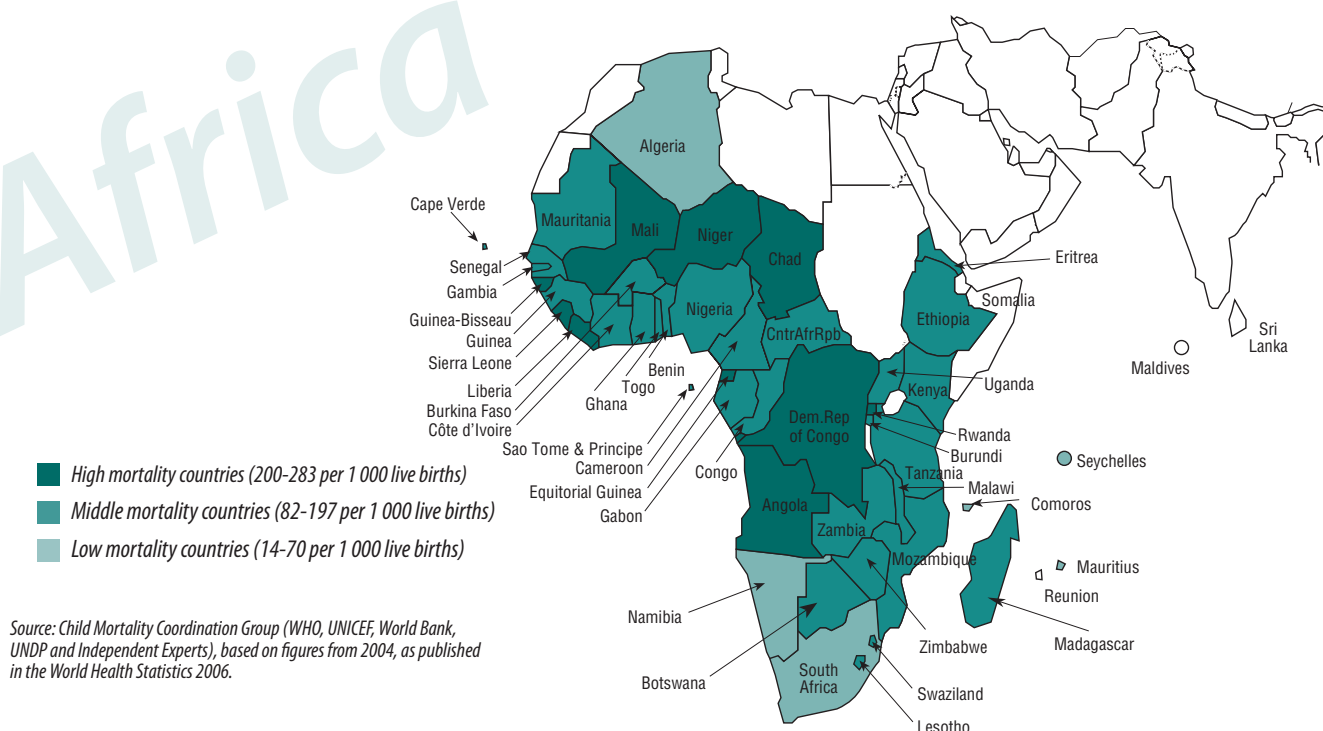 Africa
Algeria
Cape Verde
Mauritania
Mali
Niger
Chad
Senegal
Gambia
Guinea-Bisseau
Guinea
Sierra Leone
Liberia
Burkina Faso
Côte d'Ivoire
Ghana
Togo
Benin
Nigeria
CntrAfrRpb
Eritrea
Somalia
Ethiopia
Sri
Lanka
Maldives
Uganda
Kenya
Dem.Rep
of Congo
Rwanda
Burundi
Sao Tome & Principe
Cameroon
Equitorial Guinea
Gabon
Congo
Tanzania
Malawi
Seychelles
Comoros
Angola
Zambia
Mozambique
Mauritius
Reunion
Madagascar
Namibia
Zimbabwe
Botswana
South
Africa
Swaziland
Lesotho
High mortality countries (200-283 per 1 000 live births)
Middle mortality countries (82-197 per 1 000 live births)
Low mortality countries (14-70 per 1 000 live births)
Source: Child Mortality Coordination Group (WHO, UNICEF, World Bank,
UNDP and Independent Experts), based on figures from 2004, as published
in the World Health Statistics 2006.